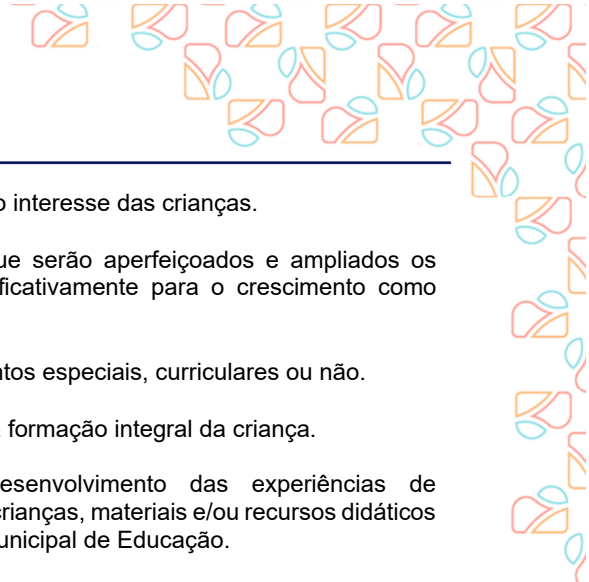 o interesse das crianças.
ue serão aperfeiçoados e ampliados os
ficativamente para o crescimento como
ntos especiais, curriculares ou não.
formação integral da criança.
esenvolvimento das experiências de
crianças, materiais e/ou recursos didáticos
unicipal de Educação.